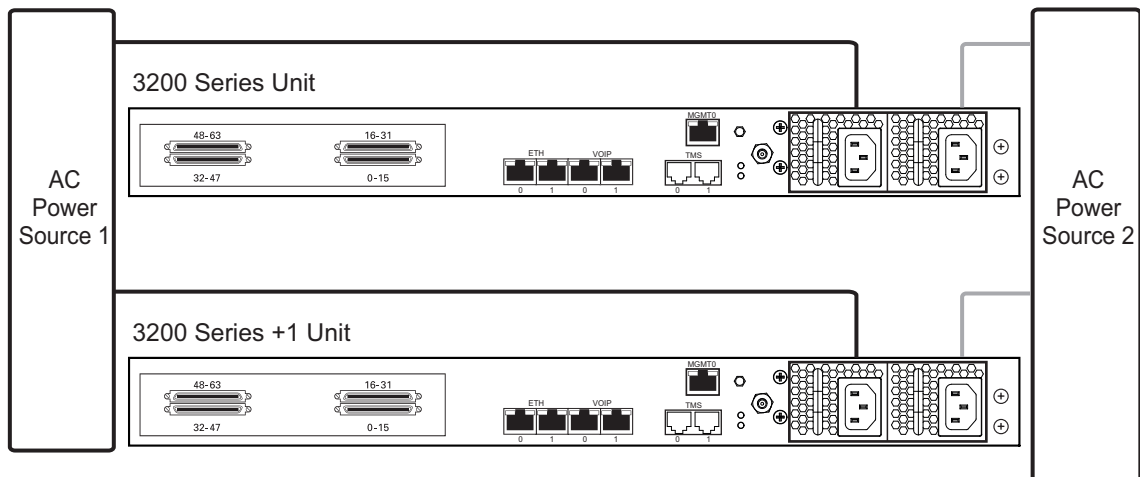 AC
Power
Source 1
AC
Power
Source 2
3200 Series Unit
48-63
16-31
32-47
0-15
ETH
VOIP
0 1 0 1
MGMT0
TMS
0 1
3200 Series +1 Unit
48-63
16-31
32-47
0-15
ETH
VOIP
0 1 0 1
MGMT0
TMS
0 1